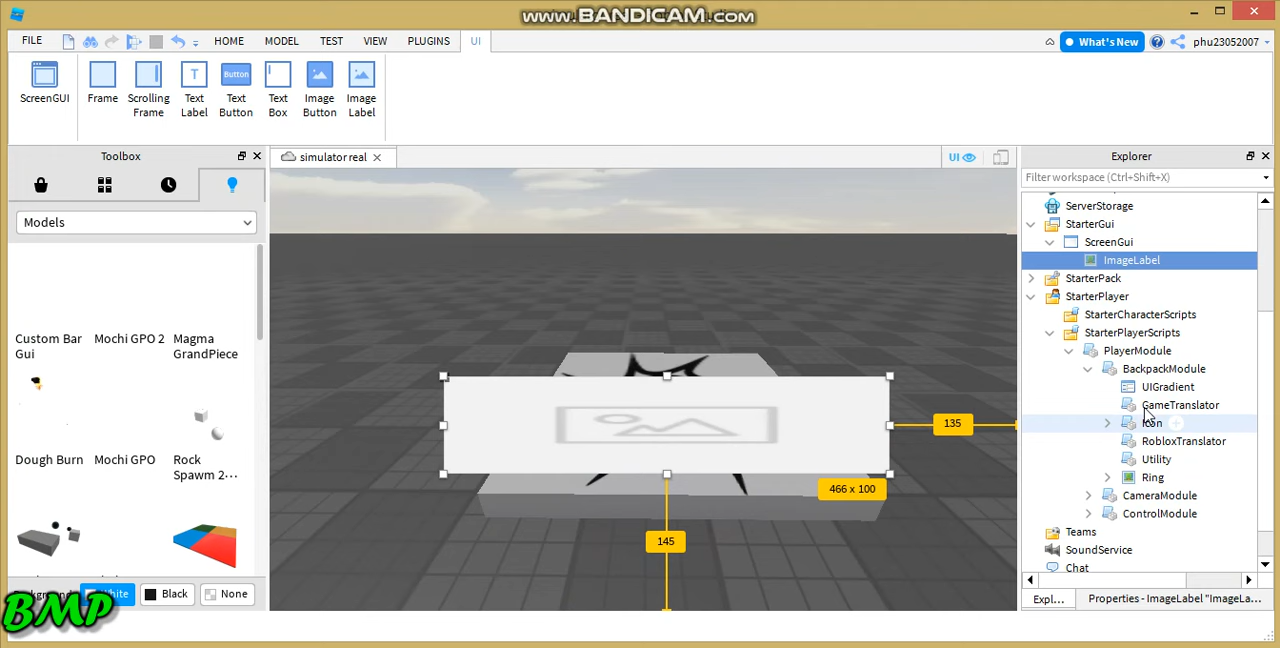 www.BANDICAM.com
FILE HOME MODEL TEST VIEW PLUGINS UI What's New phu23052007
ScreenGUI Frame Scrolling Frame Text Label Text Button Button Text Box Image Button Image Label
Toolbox
simulator real
UI
Explorer
Filter workspace (Ctrl+Shift+X)
Models
Custom Bar Gui
Mochi GPO 2
Magma GrandPiece
Dough Burn
Mochi GPO
Rock Spawn 2...
White
Black
None
BMP
135
466 x 100
145
ServerStorage
StarterGui
ScreenGui
ImageLabel
StarterPack
StarterPlayer
StarterCharacterScripts
StarterPlayerScripts
PlayerModule
BackpackModule
UIGradient
GameTranslator
Icon
RobloxTranslator
Utility
Ring
CameraModule
ControlModule
Teams
SoundService
Chat
Expl...
Properties - ImageLabel "ImageLa...